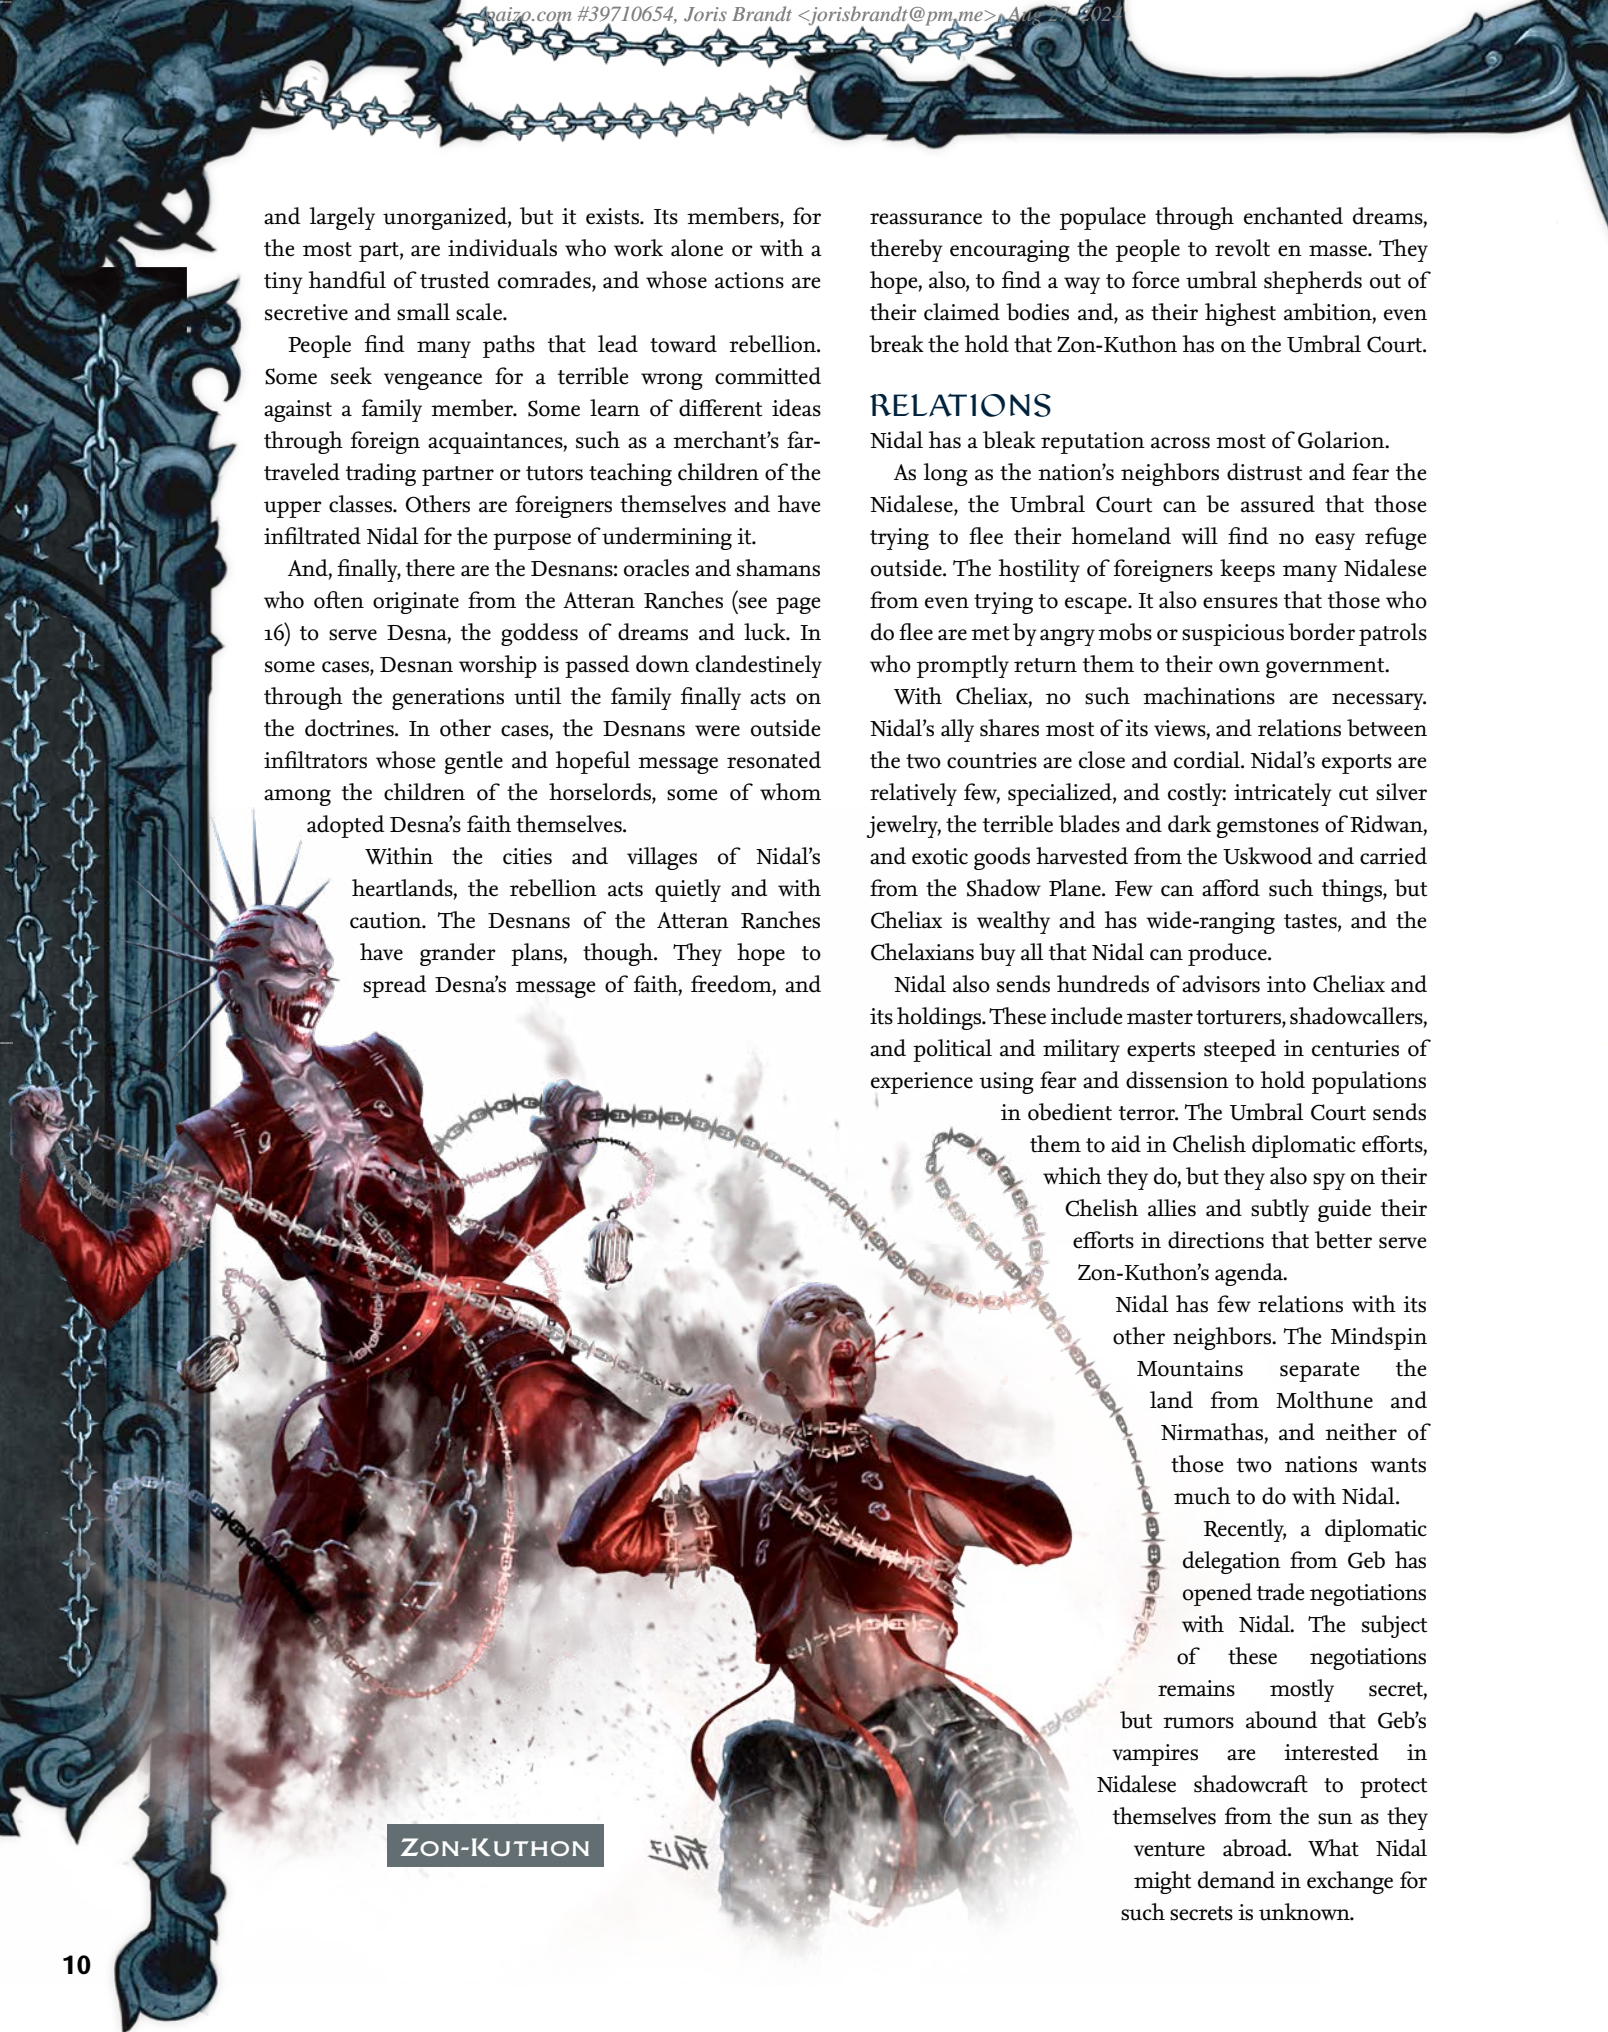 paizo.com #39710654, Joris Brandt <jorisbrandt@pm.me>, Aug 27, 2024
and largely unorganized, but it exists. Its members, for
the most part, are individuals who work alone or with a
tiny handful of trusted comrades, and whose actions are
secretive and small scale.
People find many paths that lead toward rebellion.
Some seek vengeance for a terrible wrong committed
against a family member. Some learn of different ideas
through foreign acquaintances, such as a merchant’s far-
traveled trading partner or tutors teaching children of the
upper classes. Others are foreigners themselves and have
infiltrated Nidal for the purpose of undermining it.
And, finally, there are the Desnans: oracles and shamans
who often originate from the Atteran Ranches (see page
16) to serve Desna, the goddess of dreams and luck. In
some cases, Desnan worship is passed down clandestinely
through the generations until the family finally acts on
the doctrines. In other cases, the Desnans were outside
infiltrators whose gentle and hopeful message resonated
among the children of the horselords, some of whom
adopted Desna’s faith themselves.
Within the cities and villages of Nidal’s
heartlands, the rebellion acts quietly and with
caution. The Desnans of the Atteran Ranches
have grander plans, though. They hope to
spread Desna’s message of faith, freedom, and
reassurance to the populace through enchanted dreams,
thereby encouraging the people to revolt en masse. They
hope, also, to find a way to force umbral shepherds out of
their claimed bodies and, as their highest ambition, even
break the hold that Zon-Kuthon has on the Umbral Court.
RELATIONS
Nidal has a bleak reputation across most of Golarion.
As long as the nation’s neighbors distrust and fear the
Nidalese, the Umbral Court can be assured that those
trying to flee their homeland will find no easy refuge
outside. The hostility of foreigners keeps many Nidalese
from even trying to escape. It also ensures that those who
do flee are met by angry mobs or suspicious border patrols
who promptly return them to their own government.
With Cheliax, no such machinations are necessary.
Nidal’s ally shares most of its views, and relations between
the two countries are close and cordial. Nidal’s exports are
relatively few, specialized, and costly: intricately cut silver
jewelry, the terrible blades and dark gemstones of Ridwan,
and exotic goods harvested from the Uskwood and carried
from the Shadow Plane. Few can afford such things, but
Cheliax is wealthy and has wide-ranging tastes, and the
Chelaxians buy all that Nidal can produce.
Nidal also sends hundreds of advisors into Cheliax and
its holdings. These include master torturers, shadowcallers,
and political and military experts steeped in centuries of
experience using fear and dissension to hold populations
in obedient terror. The Umbral Court sends
them to aid in Chelish diplomatic efforts,
which they do, but they also spy on their
Chelish allies and subtly guide their
efforts in directions that better serve
Zon-Kuthon’s agenda.
Nidal has few relations with its
other neighbors. The Mindspin
Mountains separate the
land from Molthune and
Nirmathas, and neither of
those two nations wants
much to do with Nidal.
Recently, a diplomatic
delegation from Geb has
opened trade negotiations
with Nidal. The subject
of these negotiations
remains mostly secret,
but rumors abound that Geb’s
vampires are interested in
Nidalese shadowcraft to protect
themselves from the sun as they
venture abroad. What Nidal
might demand in exchange for
such secrets is unknown.
ZON-KUTHON
10